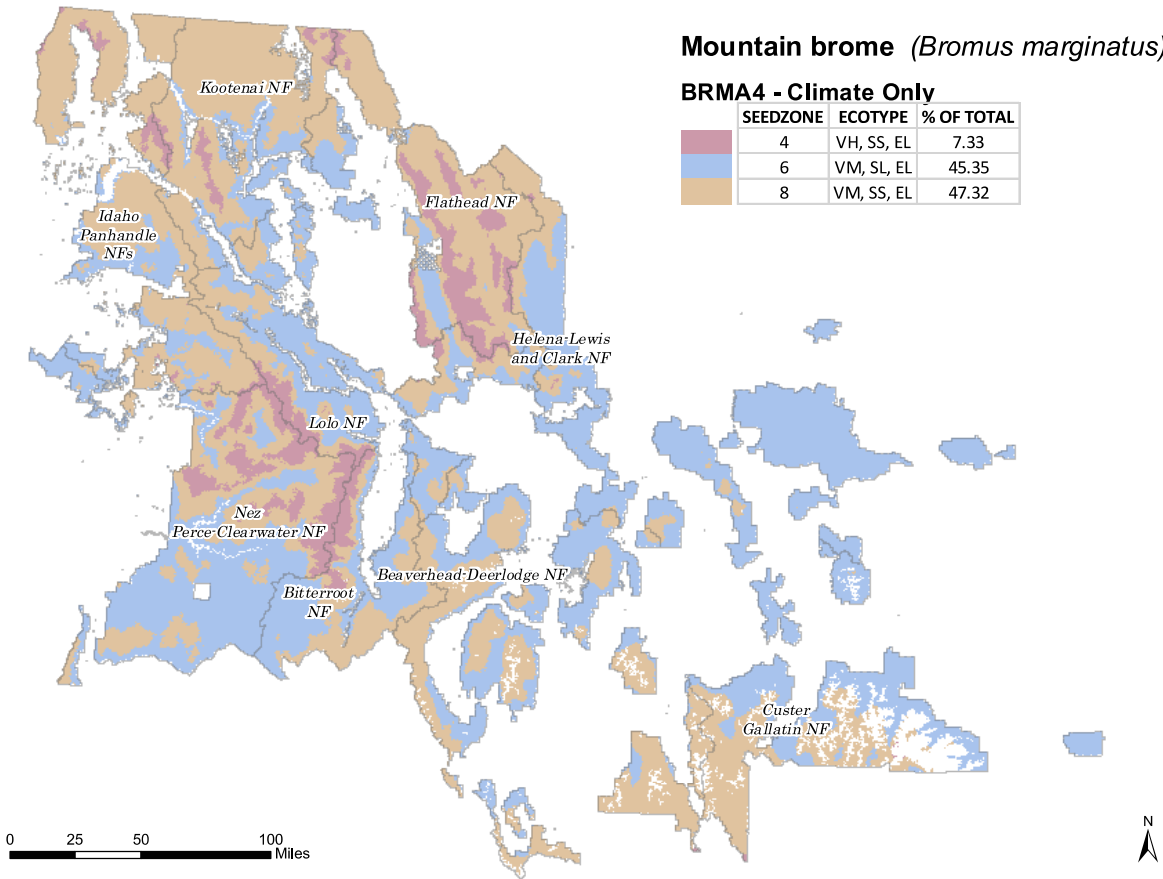 Mountain brome (Bromus marginatus)
BRMA4 - Climate Only
SEEDZONE ECOTYPE % OF TOTAL
4 VH, SS, EL 7.33
6 VM, SL, EL 45.35
8 VM, SS, EL 47.32
Kootenai NF
Flathead NF
Idaho
Panhandle
NFs
Helena-Lewis
and Clark NF
Lolo NF
Nez
Perce-Clearwater NF
Beaverhead-Deerlodge NF
Bitterroot
NF
Custer
Gallatin NF
0 25 50 100
Miles
N